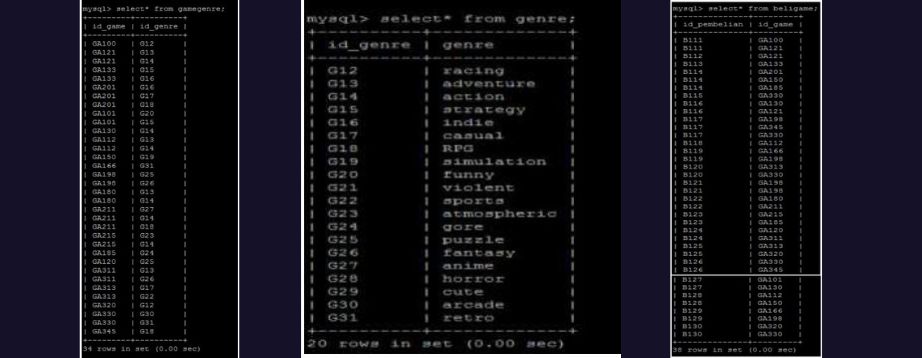 mysql> select* from gamegenre;
+----------+----------+
| id_game | id_genre |
+----------+----------+
| GA100 | G12 |
| GA121 | G13 |
| GA121 | G14 |
| GA133 | G15 |
| GA133 | G16 |
| GA201 | G16 |
| GA201 | G17 |
| GA201 | G18 |
| GA101 | G20 |
| GA101 | G15 |
| GA130 | G14 |
| GA112 | G13 |
| GA112 | G14 |
| GA150 | G19 |
| GA166 | G31 |
| GA198 | G25 |
| GA198 | G26 |
| GA180 | G13 |
| GA180 | G14 |
| GA211 | G27 |
| GA211 | G14 |
| GA211 | G18 |
| GA215 | G23 |
| GA215 | G14 |
| GA185 | G24 |
| GA120 | G25 |
| GA311 | G13 |
| GA311 | G26 |
| GA313 | G17 |
| GA313 | G22 |
| GA320 | G12 |
| GA330 | G30 |
| GA330 | G31 |
| GA345 | G18 |
+----------+----------+
34 rows in set (0.00 sec)
mysql> select* from genre;
+----------+-------------+
| id_genre | genre |
+----------+-------------+
| G12 | racing |
| G13 | adventure |
| G14 | action |
| G15 | strategy |
| G16 | indie |
| G17 | casual |
| G18 | RPG |
| G19 | simulation |
| G20 | funny |
| G21 | violent |
| G22 | sports |
| G23 | atmospheric |
| G24 | gore |
| G25 | puzzle |
| G26 | fantasy |
| G27 | anime |
| G28 | horror |
| G29 | cute |
| G30 | arcade |
| G31 | retro |
+----------+-------------+
20 rows in set (0.00 sec)
mysql> select* from beligame;
+--------------+---------+
| id_pembelian | id_game |
+--------------+---------+
| B111 | GA100 |
| B111 | GA121 |
| B112 | GA121 |
| B113 | GA133 |
| B114 | GA201 |
| B114 | GA150 |
| B114 | GA185 |
| B115 | GA330 |
| B116 | GA130 |
| B116 | GA121 |
| B117 | GA198 |
| B117 | GA345 |
| B117 | GA330 |
| B118 | GA112 |
| B119 | GA166 |
| B119 | GA198 |
| B120 | GA313 |
| B120 | GA330 |
| B121 | GA198 |
| B121 | GA198 |
| B122 | GA180 |
| B122 | GA211 |
| B123 | GA215 |
| B123 | GA185 |
| B124 | GA120 |
| B124 | GA311 |
| B125 | GA313 |
| B125 | GA320 |
| B126 | GA330 |
| B126 | GA345 |
| B127 | GA101 |
| B127 | GA130 |
| B128 | GA112 |
| B128 | GA150 |
| B129 | GA166 |
| B129 | GA198 |
| B130 | GA320 |
| B130 | GA330 |
+--------------+---------+
38 rows in set (0.00 sec)